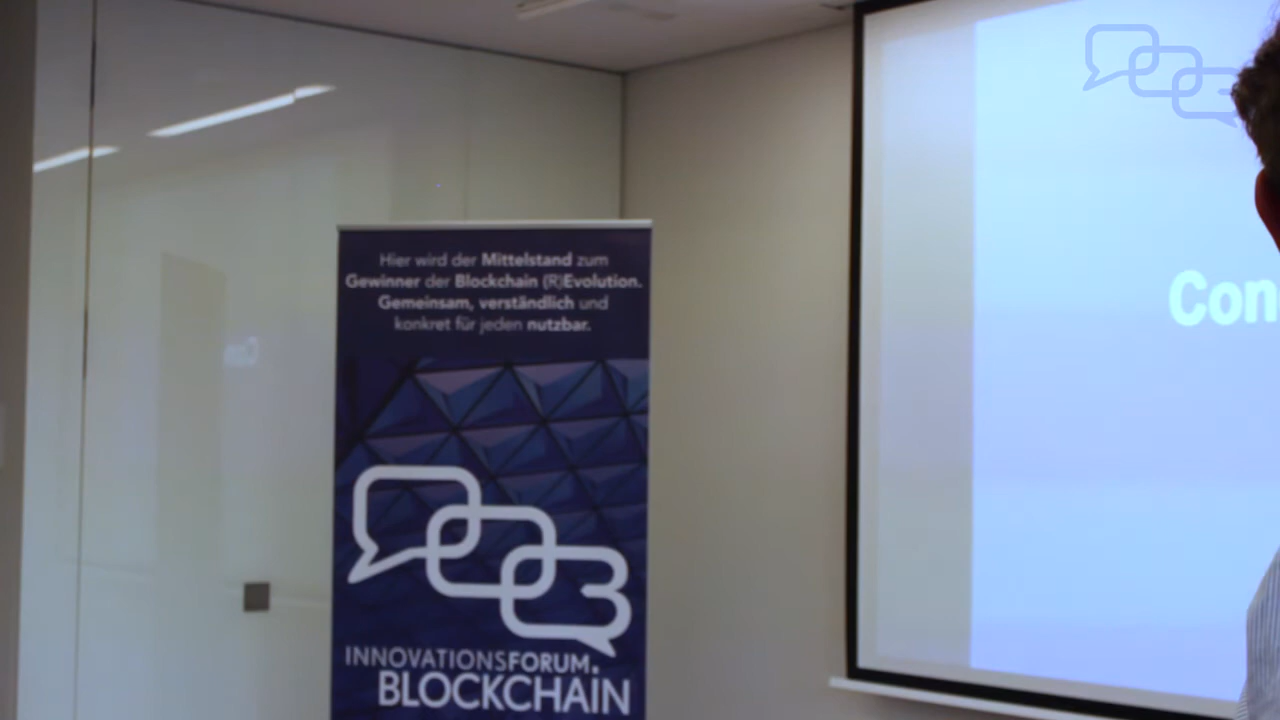 Hier wird der Mittelstand zum
Gewinner der Blockchain (R)Evolution.
Gemeinsam, verständlich und
konkret für jeden nutzbar.
INNOVATIONSFORUM.
BLOCKCHAIN
Con